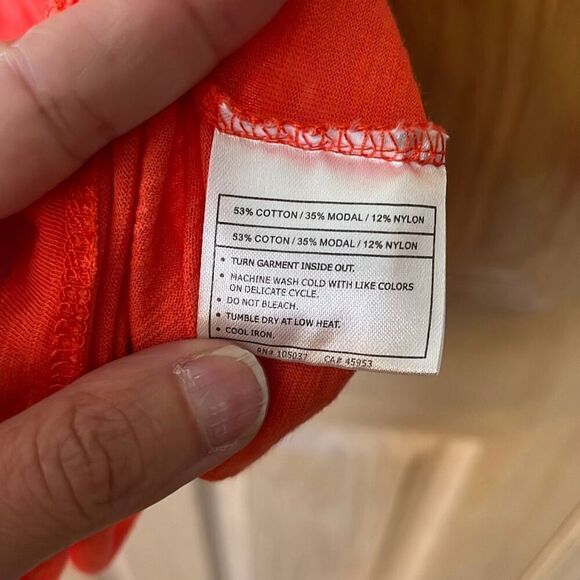 53% COTTON / 35% MODAL / 12% NYLON
53% COTON / 35% MODAL / 12% NYLON
• TURN GARMENT INSIDE OUT.
• MACHINE WASH COLD WITH LIKE COLORS
ON DELICATE CYCLE.
• DO NOT BLEACH.
• TUMBLE DRY AT LOW HEAT.
• COOL IRON.
RN# 105037 CA# 45953